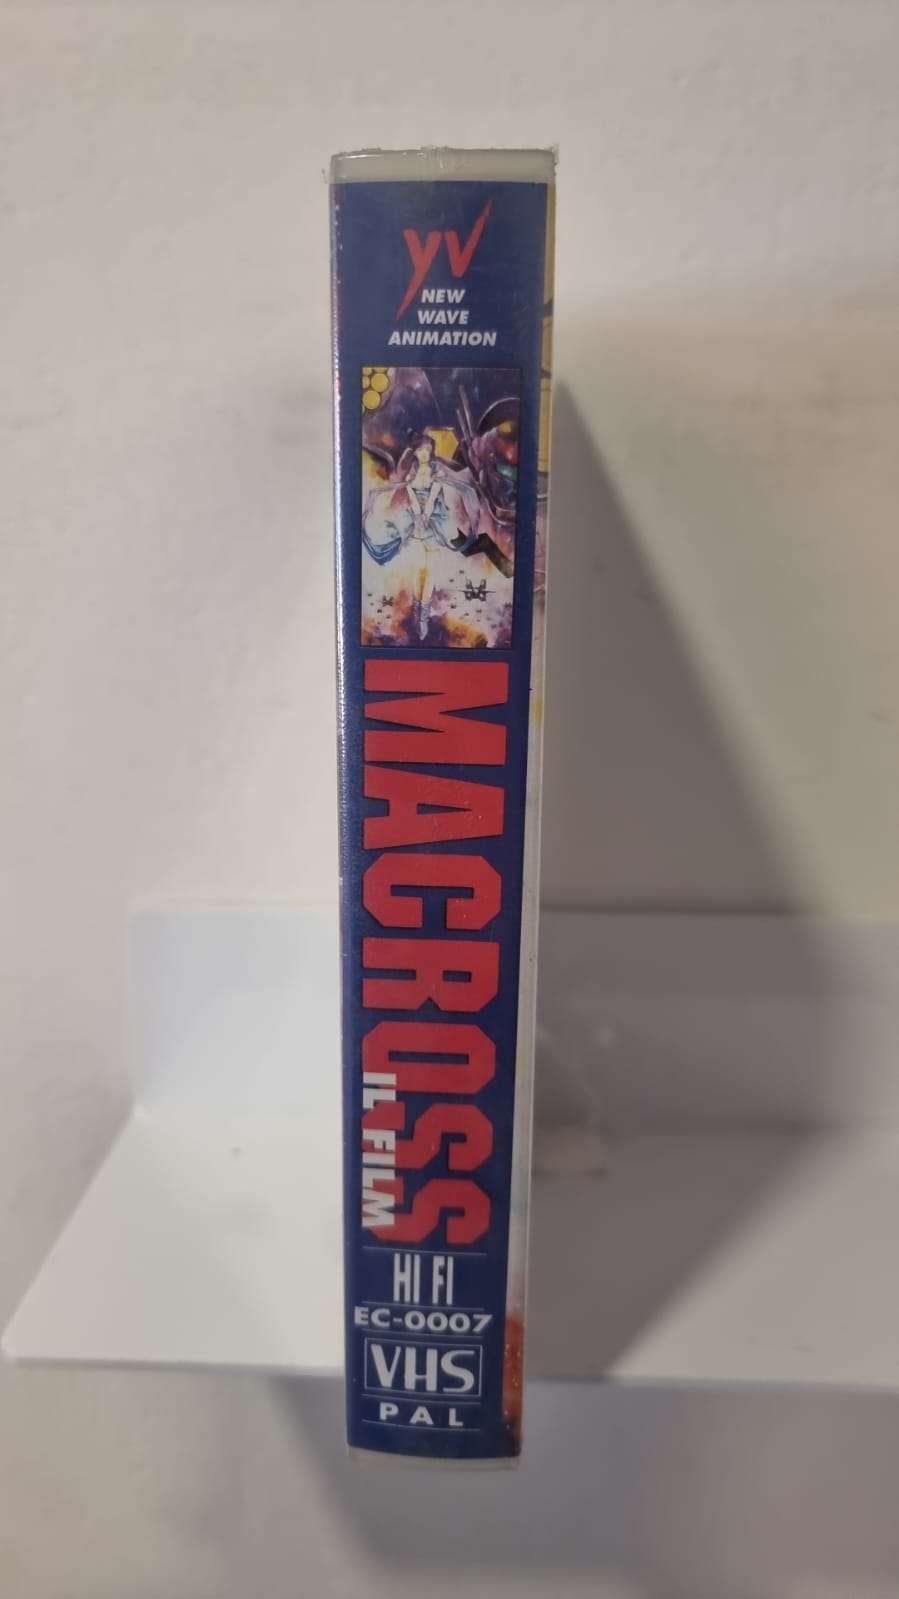 YV
NEW
WAVE
ANIMATION
MACROSS
IL FILM
HI FI
EC-0007
VHS
PAL